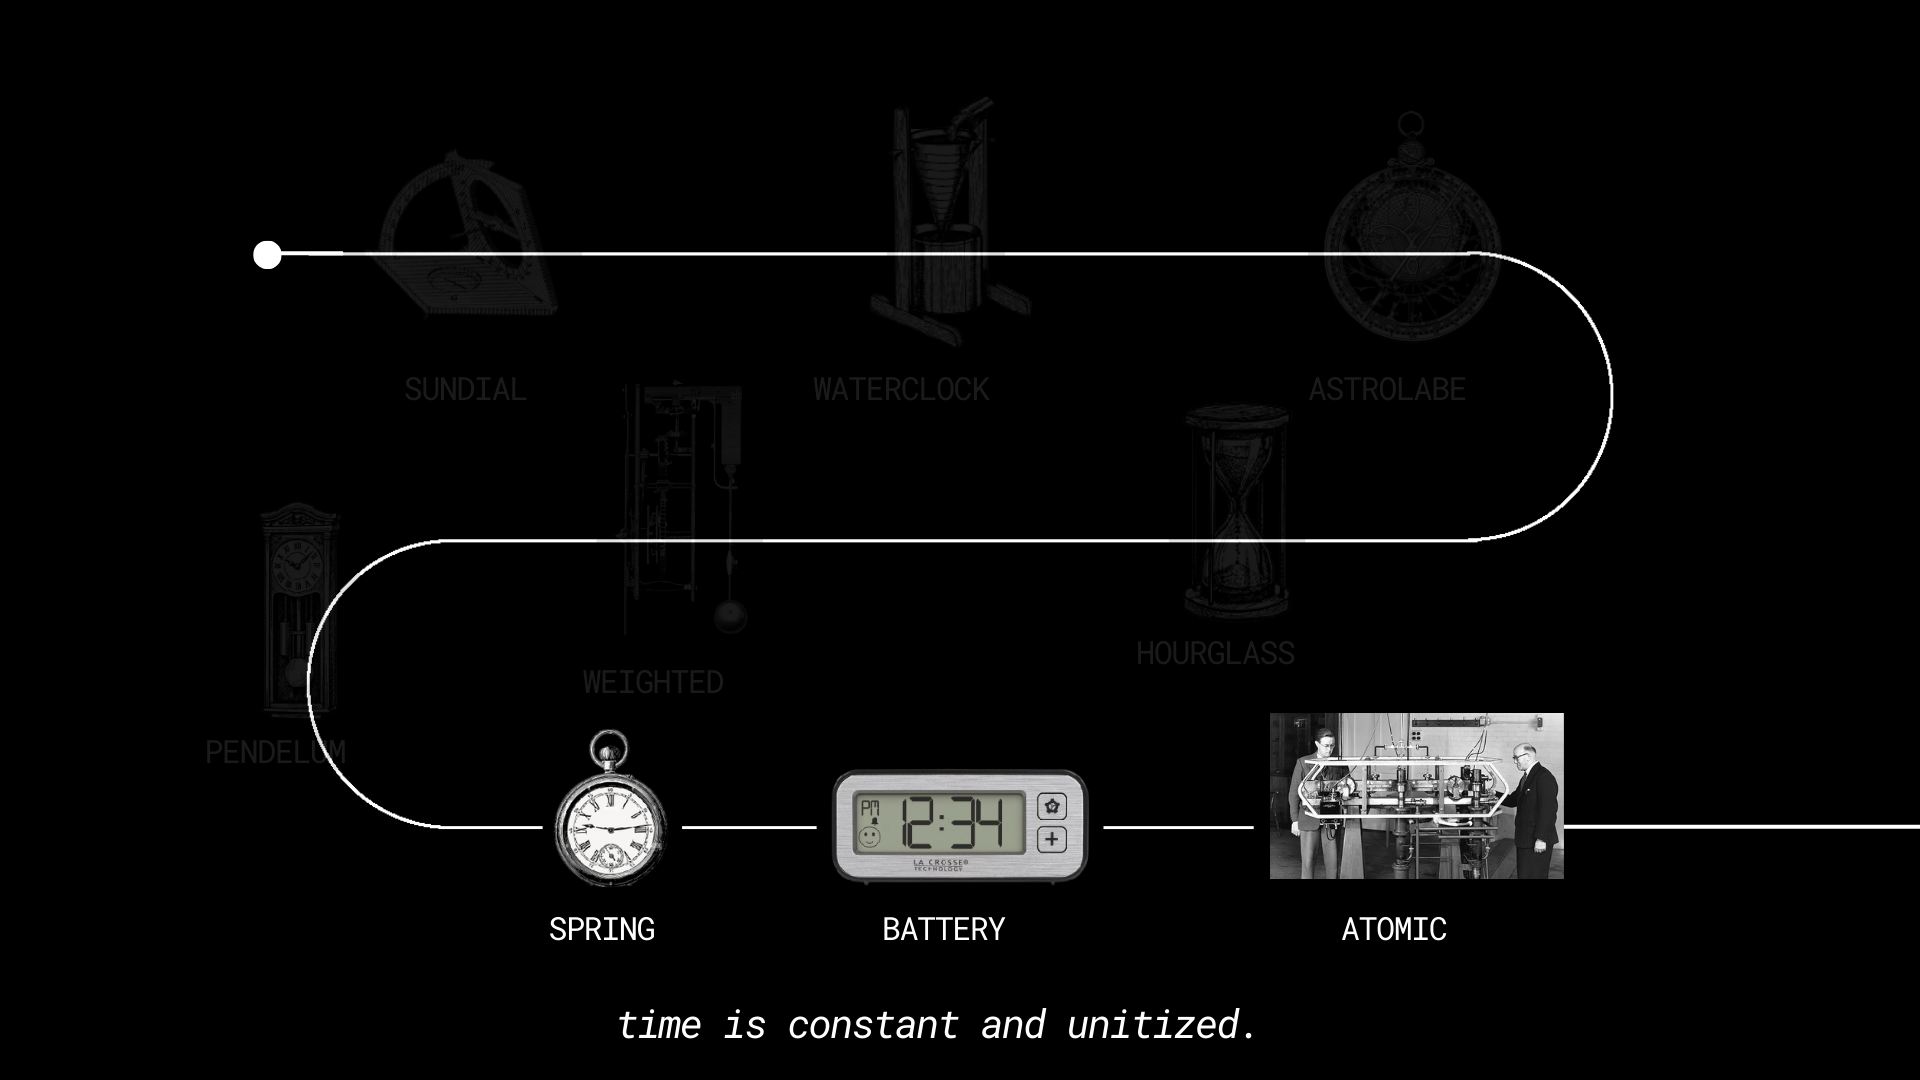 SUNDIAL
WATERCLOCK
ASTROLABE
HOURGLASS
WEIGHTED
PENDELUM
PM
12:34
LA CROSSE®
TECHNOLOGY
SPRING
BATTERY
ATOMIC
time is constant and unitized.